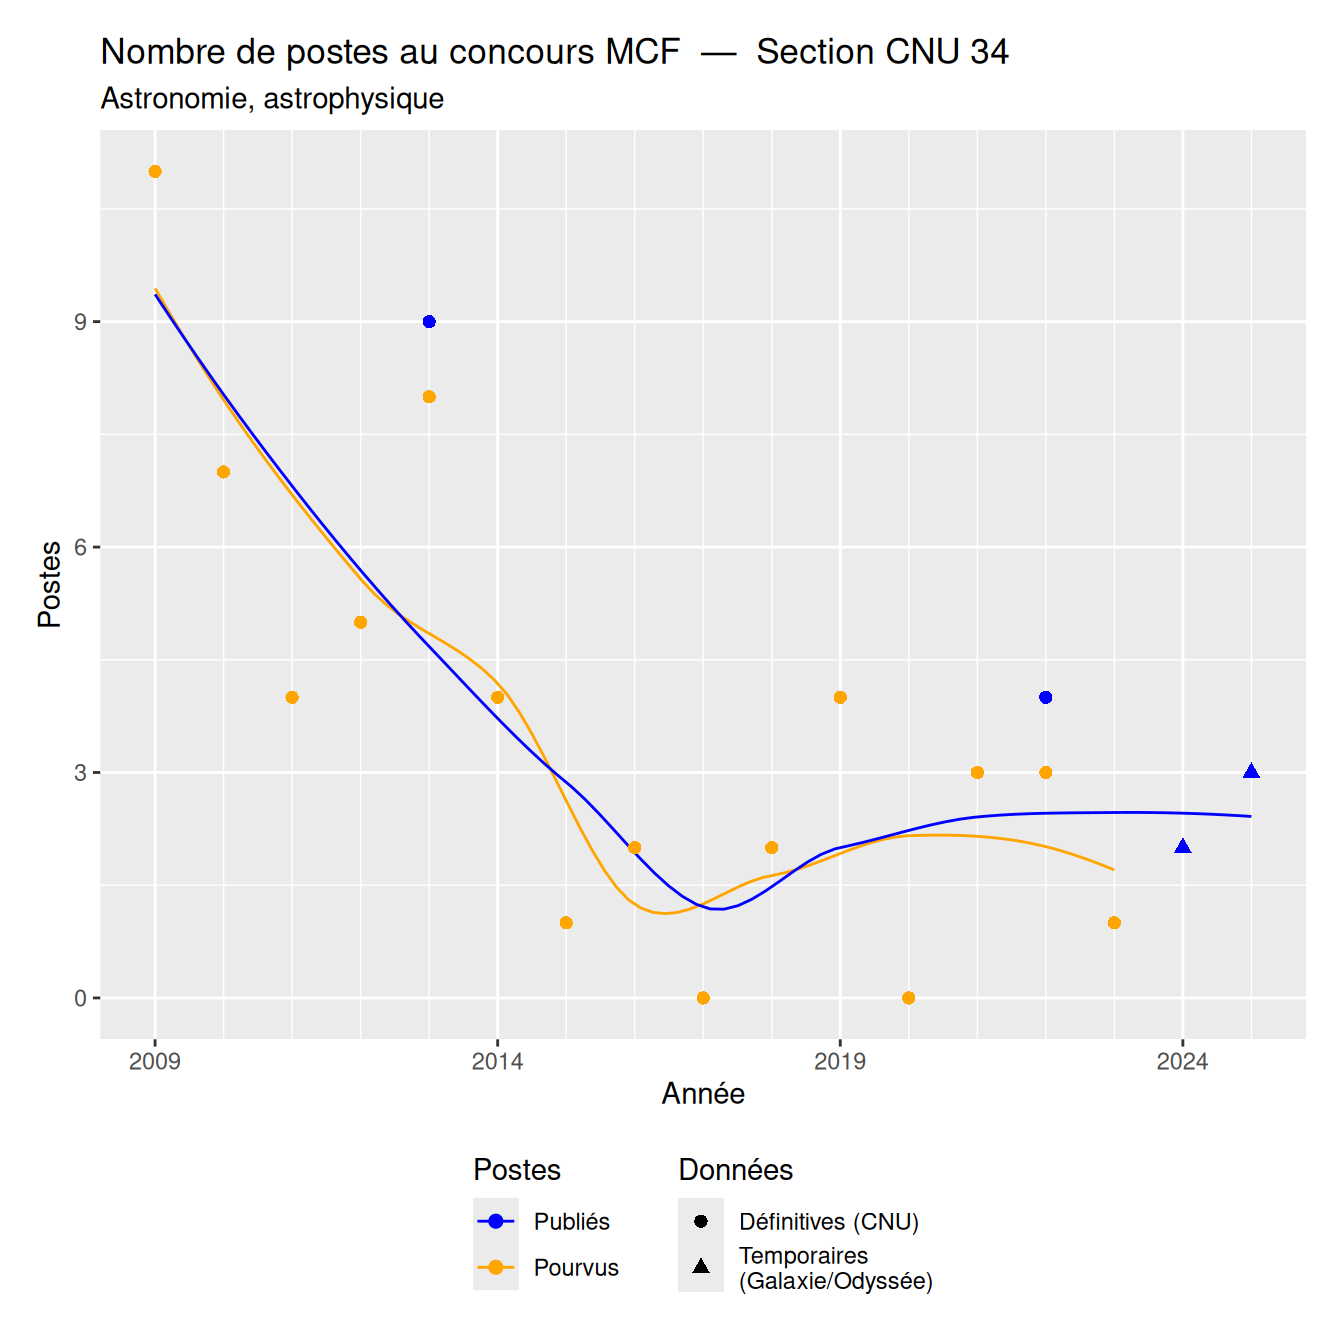 Nombre de postes au concours MCF  —  Section CNU 34
Astronomie, astrophysique
Postes
9
6
3
0
2009
2014
2019
2024
Année
Postes
Publiés
Pourvus
Données
Définitives (CNU)
Temporaires
(Galaxie/Odyssée)